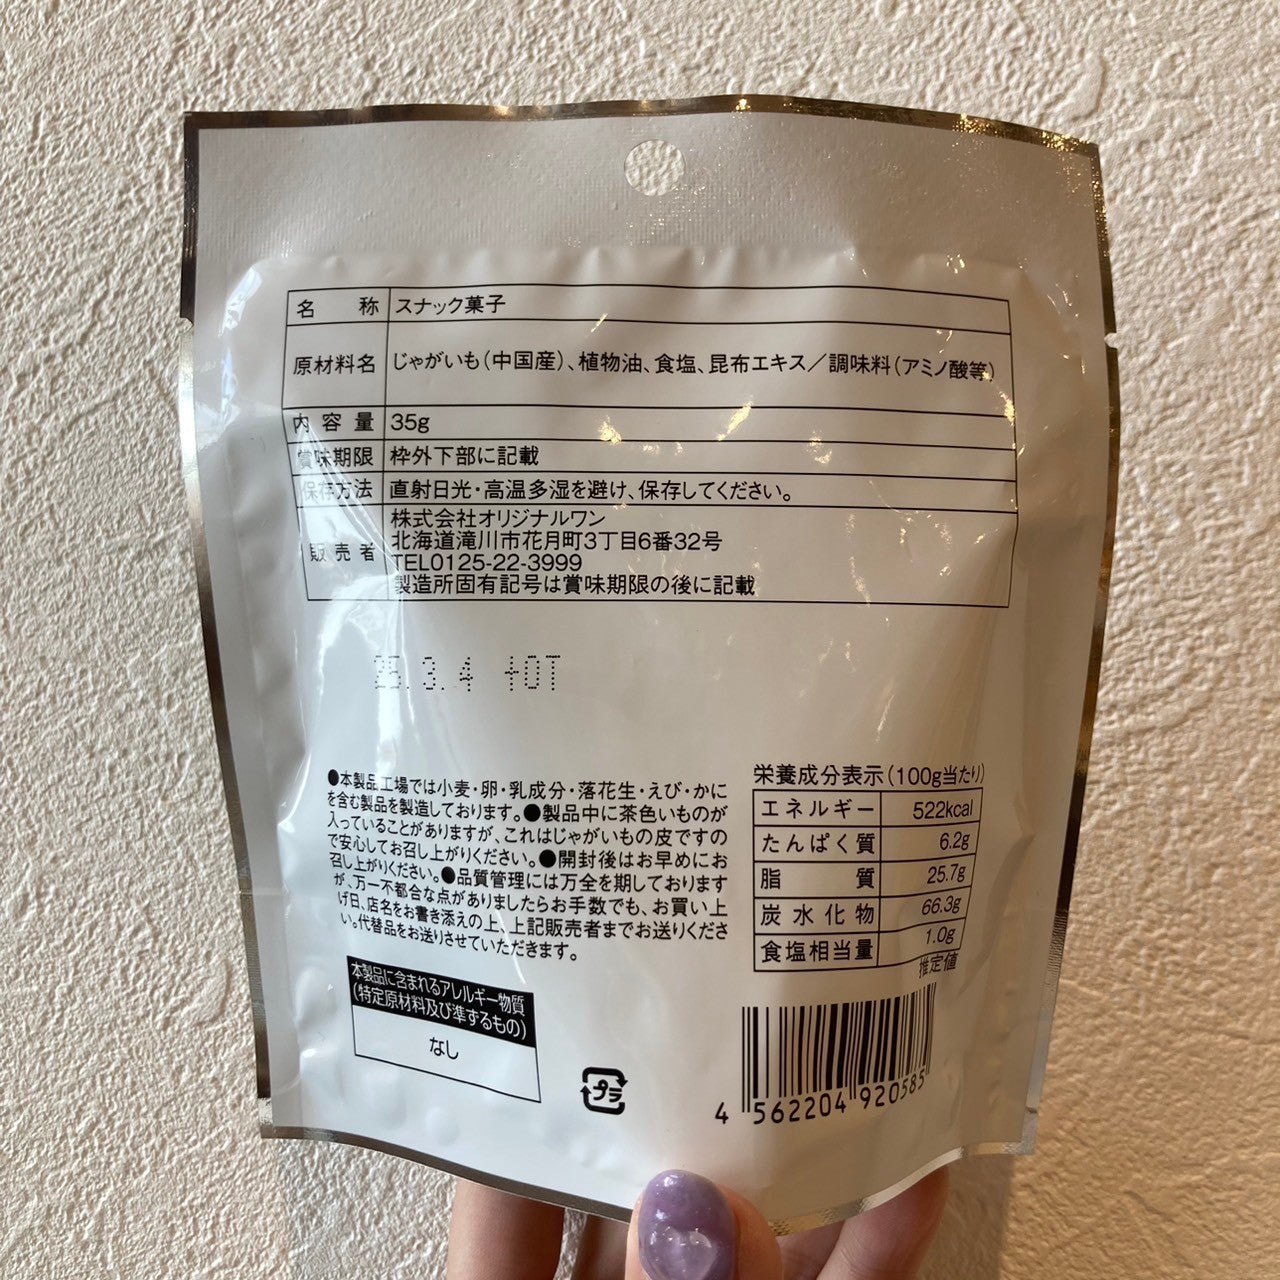 名称 スナック菓子
原材料名 じゃがいも(中国産)、植物油、食塩、昆布エキス／調味料(アミノ酸等)
内容量 35g
賞味期限 枠外下部に記載
保存方法 直射日光・高温多湿を避け、保存してください。
販売者 株式会社オリジナルワン
北海道滝川市花月町3丁目6番32号
TEL0125-22-3999
製造所固有記号は賞味期限の後に記載
25.3.4 +OT
●本製品工場では小麦・卵・乳成分・落花生・えび・かに
を含む製品を製造しております。●製品中に茶色いものが
入っていることがありますが、これはじゃがいもの皮ですの
で安心してお召し上がりください。●開封後はお早めにお
召し上がりください。●品質管理には万全を期しております
が、万一不都合な点がありましたらお手数でも、お買い上
げ日、店名をお書き添えの上、上記販売者までお送りくださ
い。代替品をお送りさせていただきます。
本製品に含まれるアレルギー物質
(特定原材料及び準ずるもの)
なし
プラ
栄養成分表示(100g当たり)
エネルギー 522kcal
たんぱく質 6.2g
脂質 25.7g
炭水化物 66.3g
食塩相当量 1.0g
推定値
4 562204 920585